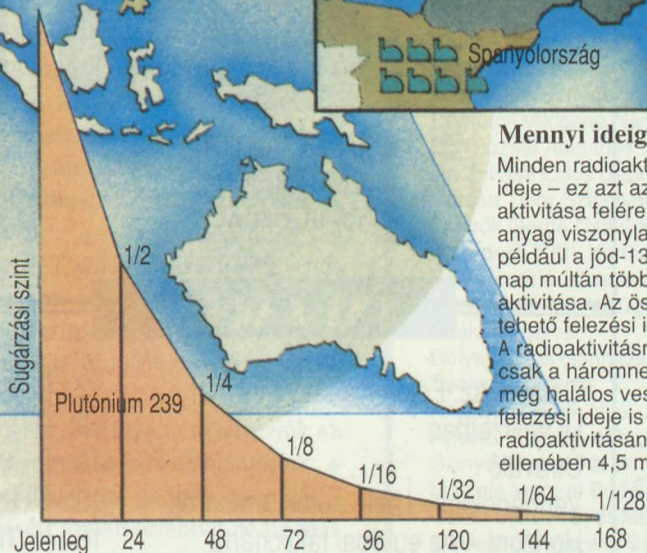 Spanyolország
Mennyi ideig
Minden radioakt
ideje – ez azt az
aktivitása felére
anyag viszonyla
például a jód-13
nap múltán több
aktivitása. Az ös
tehető felezési i
A radioaktivitásr
csak a háromne
még halálos ves
felezési ideje is
radioaktivitásán
ellenében 4,5 m
Sugárzási szint
Plutónium 239
1/2
1/4
1/8
1/16
1/32
1/64
1/128
Jelenleg 24 48 72 96 120 144 168